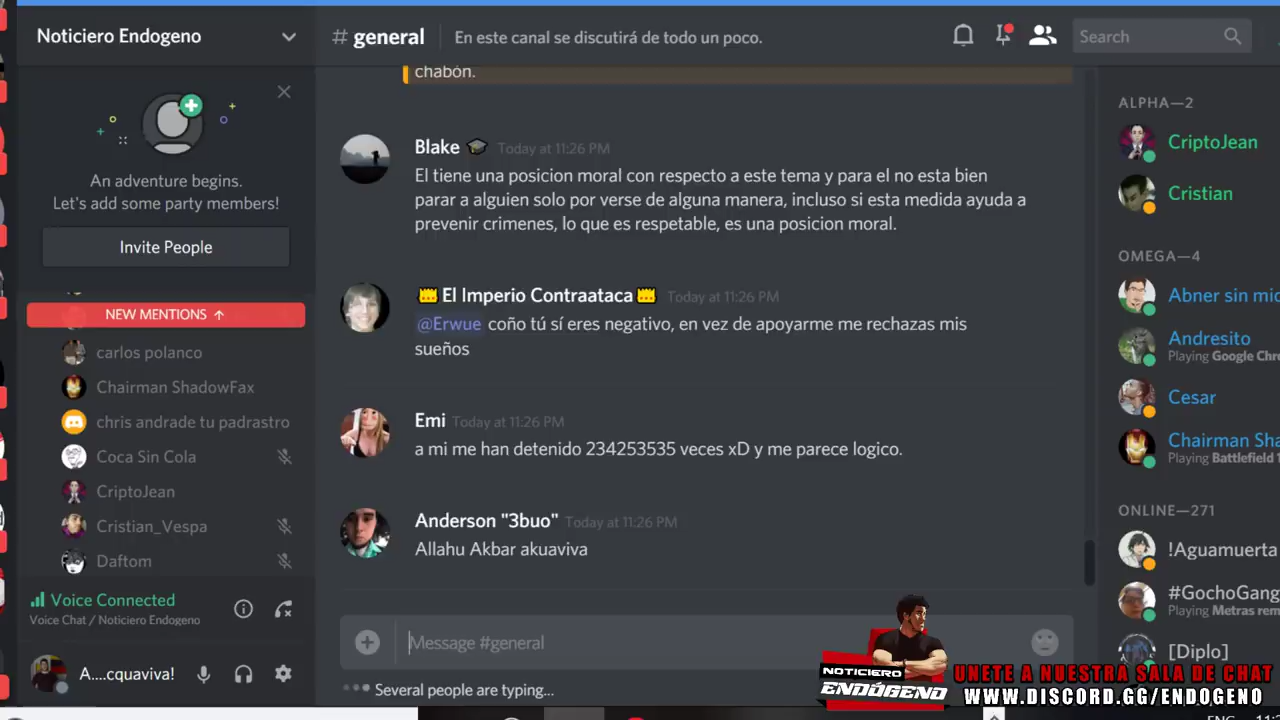 Noticiero Endogeno
# general
En este canal se discutirá de todo un poco.
Search
chabón.
An adventure begins.
Let's add some party members!
Invite People
NEW MENTIONS ↑
carlos polanco
Chairman ShadowFax
chris andrade tu padrastro
Coca Sin Cola
CriptoJean
Cristian_Vespa
Daftom
Voice Connected
Voice Chat / Noticiero Endogeno
A....cquaviva!
Blake Today at 11:26 PM
El tiene una posicion moral con respecto a este tema y para el no esta bien
parar a alguien solo por verse de alguna manera, incluso si esta medida ayuda a
prevenir crimenes, lo que es respetable, es una posicion moral.
El Imperio Contraataca Today at 11:26 PM
@Erwue coño tú sí eres negativo, en vez de apoyarme me rechazas mis
sueños
Emi Today at 11:26 PM
a mi me han detenido 234253535 veces xD y me parece logico.
Anderson "3buo" Today at 11:26 PM
Allahu Akbar akuaviva
Message #general
Several people are typing...
ALPHA—2
CriptoJean
Cristian
OMEGA—4
Abner sin mic
Andresito
Playing Google Chr
Cesar
Chairman Sha
Playing Battlefield 1
ONLINE—271
!Aguamuerta
#GochoGang
Playing Metras rem
[Diplo]
NOTICIERO
ENDÓGENO
UNETE A NUESTRA SALA DE CHAT
WWW.DISCORD.GG/ENDOGENO
ENG